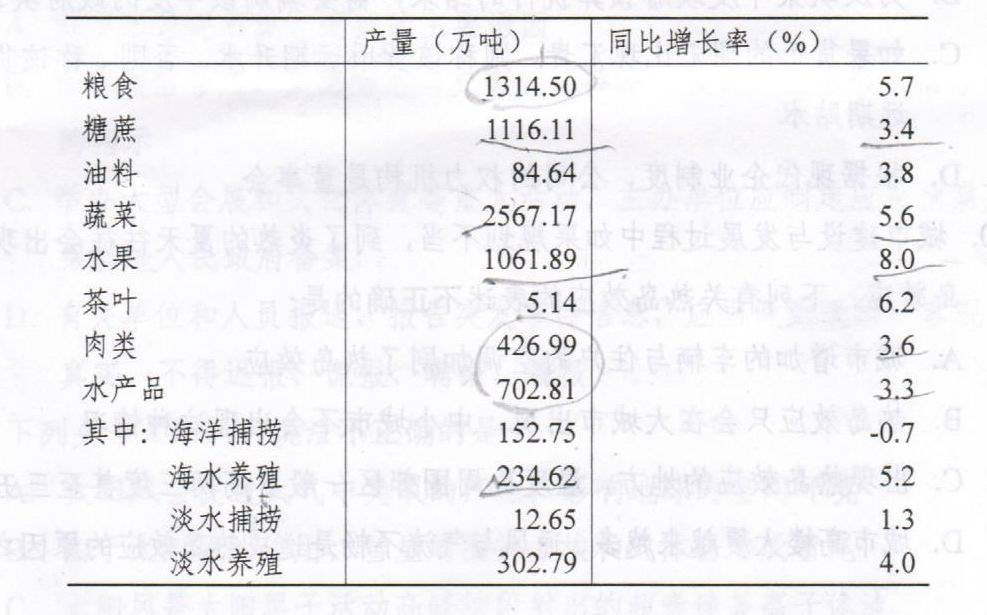 产量（万吨） 同比增长率（%）
粮食 1314.50 5.7
糖蔗 1116.11 3.4
油料 84.64 3.8
蔬菜 2567.17 5.6
水果 1061.89 8.0
茶叶 5.14 6.2
肉类 426.99 3.6
水产品 702.81 3.3
其中：海洋捕捞 152.75 -0.7
海水养殖 234.62 5.2
淡水捕捞 12.65 1.3
淡水养殖 302.79 4.0